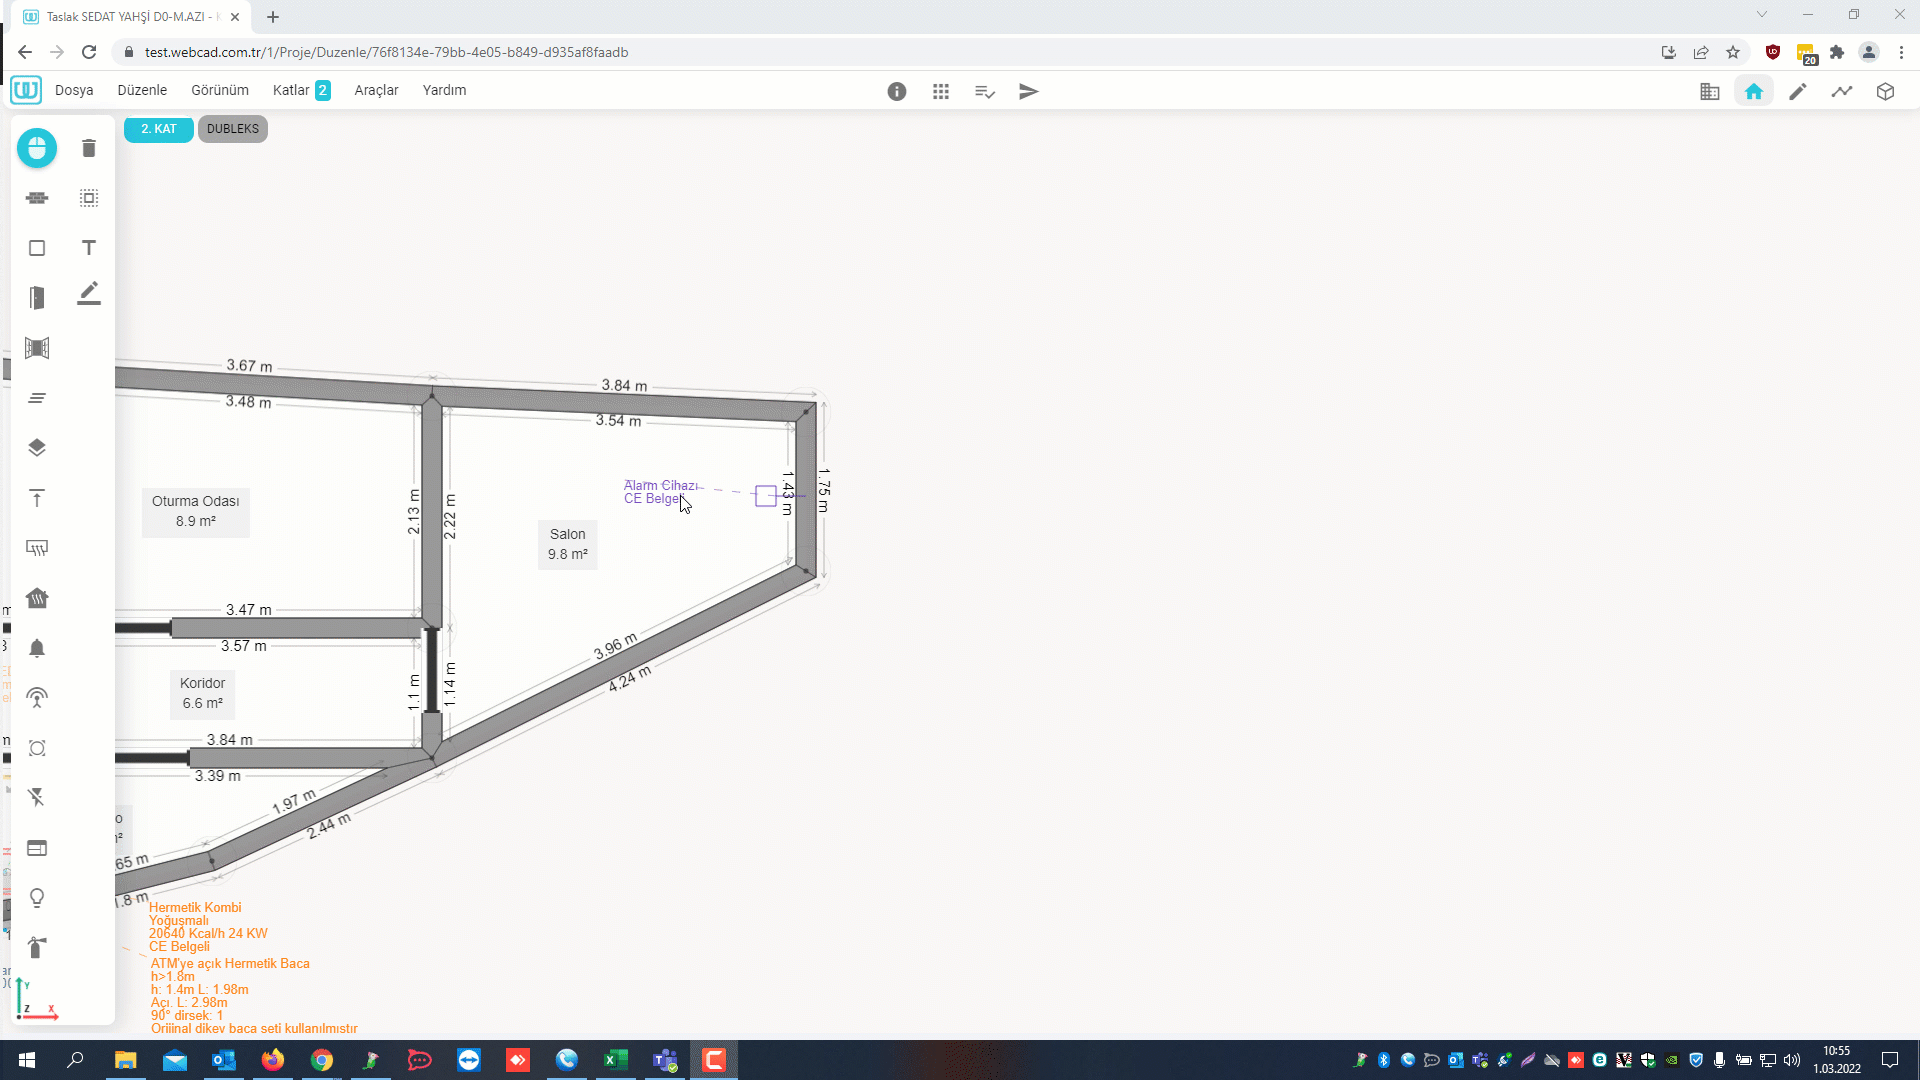 Taslak SEDAT YAHŞİ D0-M.AZI -
test.webcad.com.tr/1/Proje/Duzenle/76f8134e-79bb-4e05-b849-d935af8faadb
20
Dosya
Düzenle
Görünüm
Katlar 2
Araçlar
Yardım
2. KAT
DUBLEKS
T
3.67 m
3.48 m
3.84 m
3.54 m
Alarm Cihazı
CE Belgeli
1.43 m
1.75 m
Oturma Odası
8.9 m²
2.13 m
2.22 m
Salon
9.8 m²
3.47 m
3.57 m
3.96 m
4.24 m
Koridor
6.6 m²
1.1 m
1.14 m
3.84 m
3.39 m
1.97 m
2.44 m
65 m
1.8 m
Hermetik Kombi
Yoğuşmalı
20640 Kcal/h 24 KW
CE Belgeli
ATM'ye açık Hermetik Baca
h>1.8m
h: 1.4m L: 1.98m
Açı. L: 2.98m
90° dirsek: 1
Orijinal dikey baca seti kullanılmıştır
Y
Z
X
10:55
1.03.2022